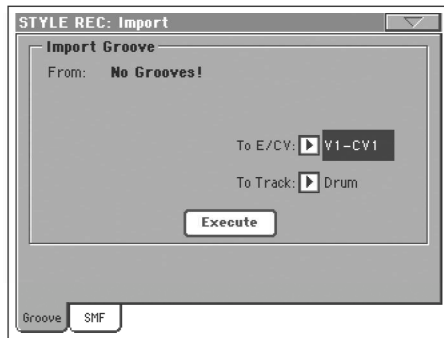 STYLE REC: Import
Import Groove
From: No Grooves!
To E/CV: V1-CV1
To Track: Drum
Execute
Groove SMF